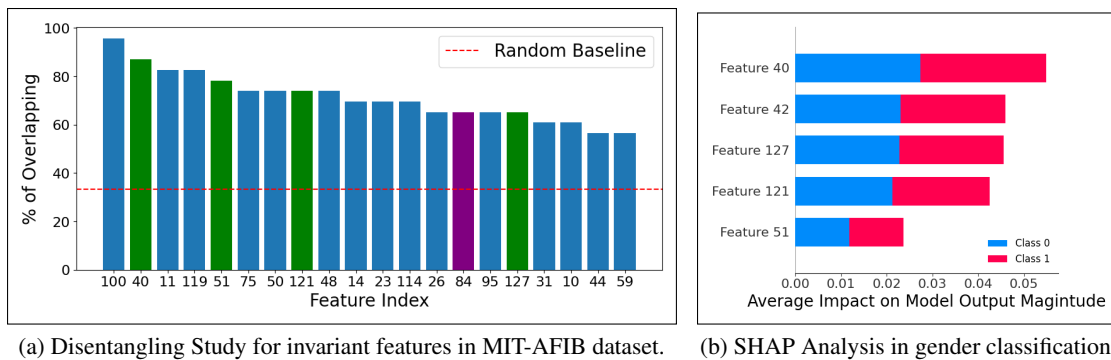 100
80
60
40
20
0
% of Overlapping
Random Baseline
100 40 11 119 51 75 50 121 48 14 23 114 26 84 95 127 31 10 44 59
Feature Index
(a) Disentangling Study for invariant features in MIT-AFIB dataset.
Feature 40
Feature 42
Feature 127
Feature 121
Feature 51
Class 0
Class 1
0.00 0.01 0.02 0.03 0.04 0.05
Average Impact on Model Output Magintude
(b) SHAP Analysis in gender classification